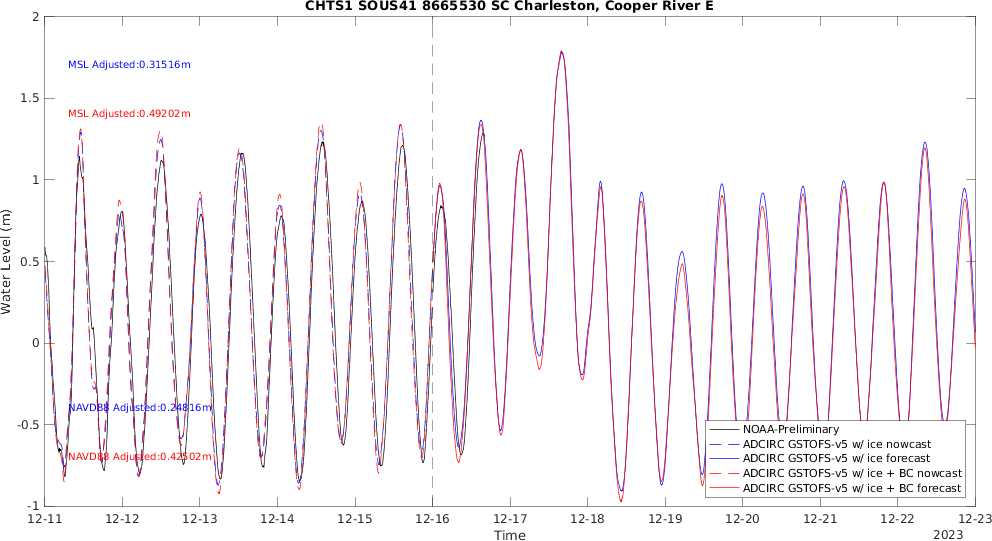 CHTS1 SOUS41 8665530 SC Charleston, Cooper River E
2
1.5
1
0.5
0
-0.5
-1
Water Level (m)
MSL Adjusted:0.31516m
MSL Adjusted:0.49202m
NAVD88 Adjusted:0.24816m
NAVD88 Adjusted:0.42502m
NOAA-Preliminary
ADCIRC GSTOFS-v5 w/ ice nowcast
ADCIRC GSTOFS-v5 w/ ice forecast
ADCIRC GSTOFS-v5 w/ ice + BC nowcast
ADCIRC GSTOFS-v5 w/ ice + BC forecast
12-11 12-12 12-13 12-14 12-15 12-16 12-17 12-18 12-19 12-20 12-21 12-22 12-23
Time
2023